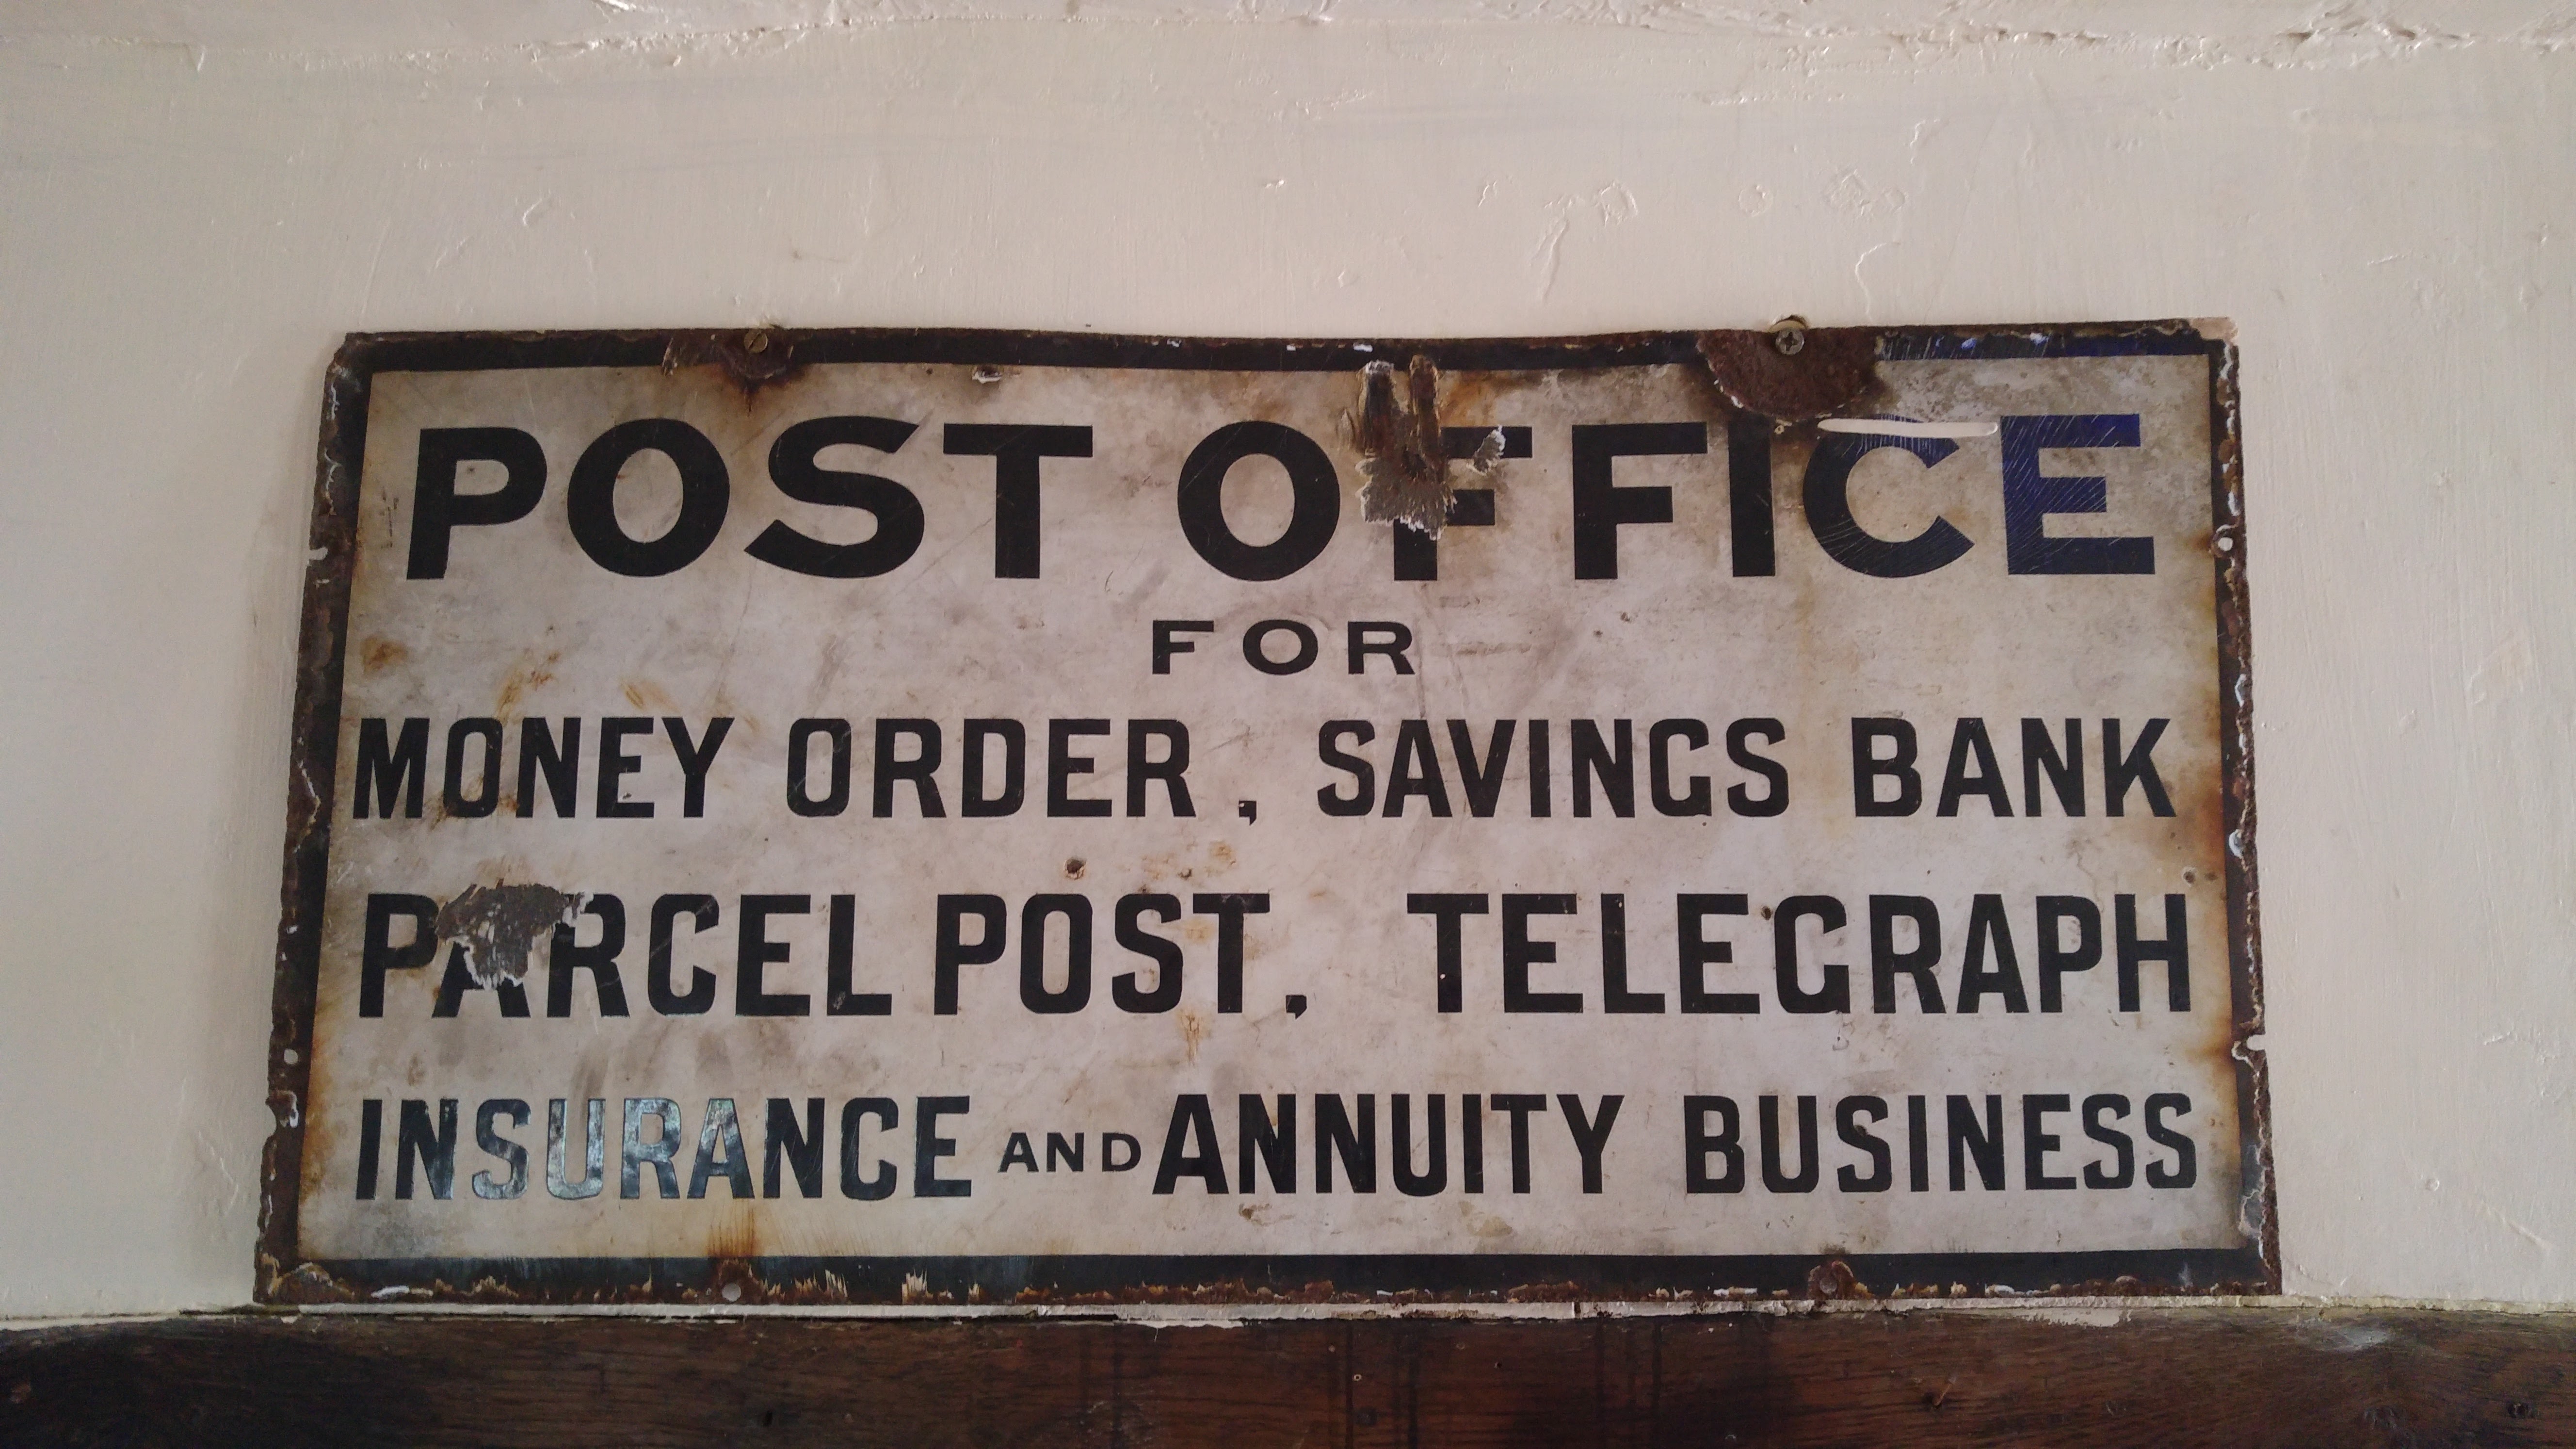 POST OFFICE
FOR
MONEY ORDER, SAVINGS BANK
PARCEL POST, TELEGRAPH
INSURANCE AND ANNUITY BUSINESS